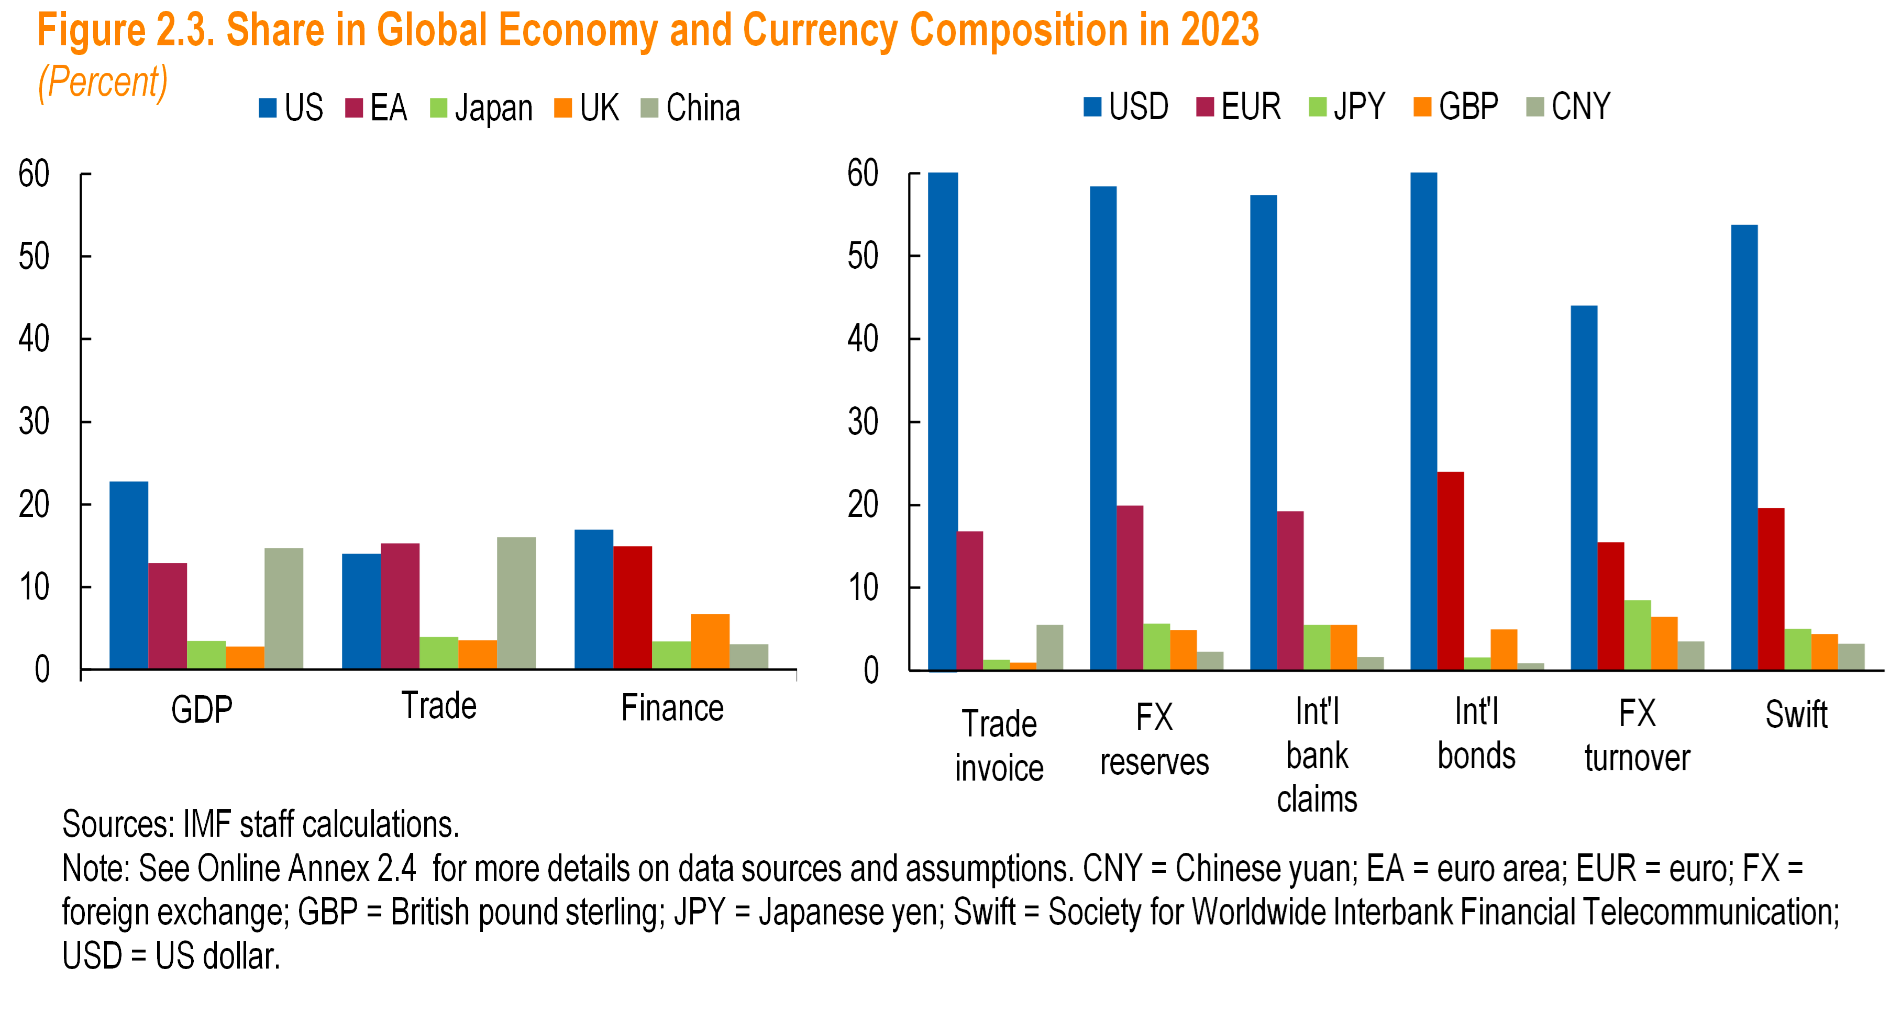 Figure 2.3. Share in Global Economy and Currency Composition in 2023
(Percent)
US EA Japan UK China
60
50
40
30
20
10
0
GDP Trade Finance
USD EUR JPY GBP CNY
60
50
40
30
20
10
0
Trade
invoice
FX
reserves
Int'l
bank
claims
Int'l
bonds
FX
turnover
Swift
Sources: IMF staff calculations.
Note: See Online Annex 2.4 for more details on data sources and assumptions. CNY = Chinese yuan; EA = euro area; EUR = euro; FX =
foreign exchange; GBP = British pound sterling; JPY = Japanese yen; Swift = Society for Worldwide Interbank Financial Telecommunication;
USD = US dollar.